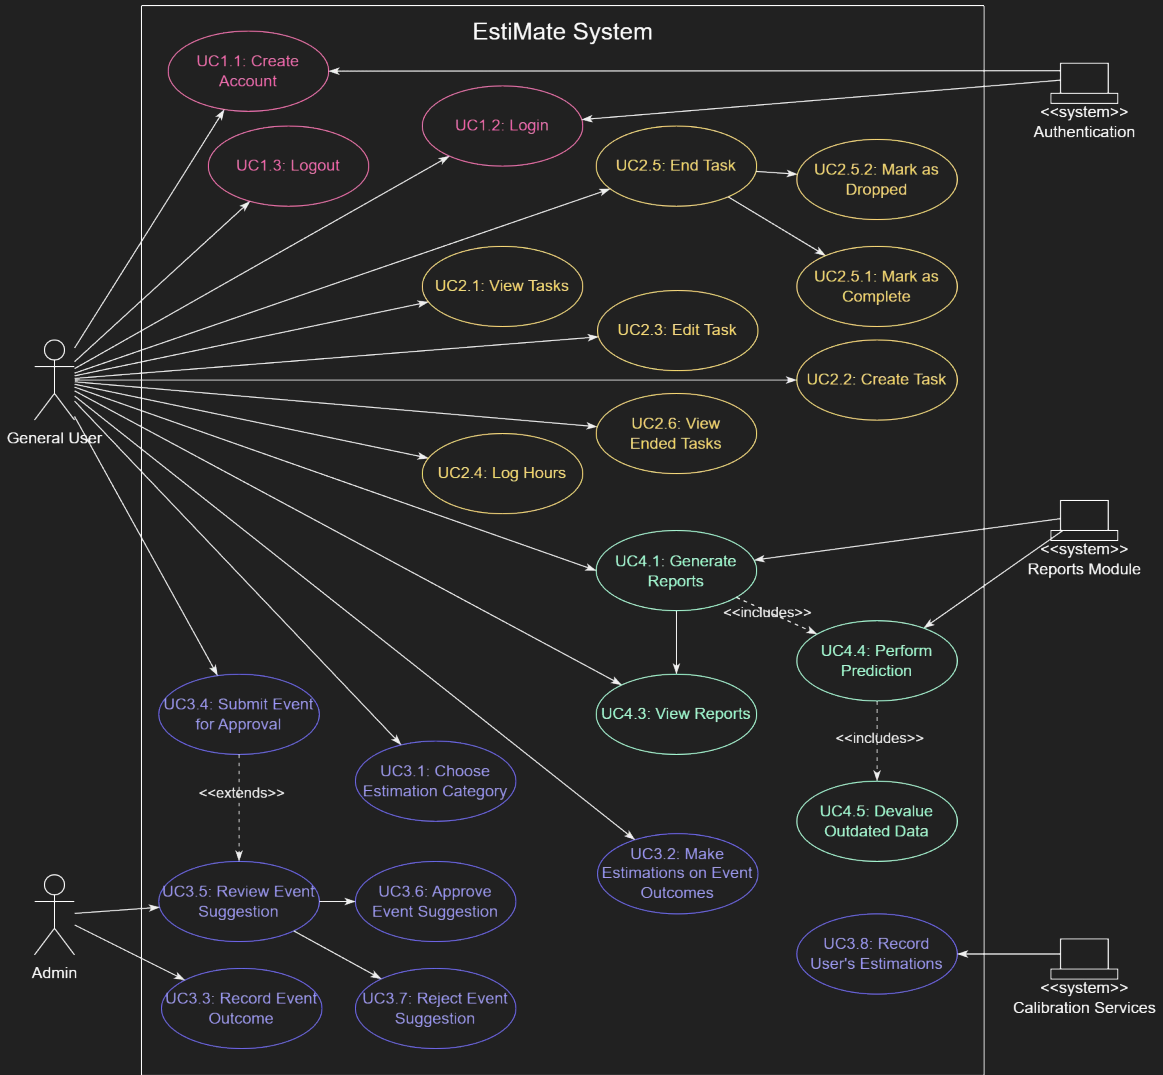 EstiMate System
UC1.1: Create
Account
<<system>>
Authentication
UC1.2: Login
UC1.3: Logout
UC2.5: End Task
UC2.5.2: Mark as
Dropped
UC2.1: View Tasks
UC2.5.1: Mark as
Complete
UC2.3: Edit Task
UC2.2: Create Task
General User
UC2.6: View
Ended Tasks
UC2.4: Log Hours
<<system>>
Reports Module
UC4.1: Generate
Reports
<<includes>>
UC4.4: Perform
Prediction
UC3.4: Submit Event
for Approval
UC4.3: View Reports
<<includes>>
UC3.1: Choose
Estimation Category
<<extends>>
UC4.5: Devalue
Outdated Data
UC3.2: Make
Estimations on Event
Outcomes
UC3.5: Review Event
Suggestion
UC3.6: Approve
Event Suggestion
UC3.8: Record
User's Estimations
Admin
<<system>>
Calibration Services
UC3.3: Record Event
Outcome
UC3.7: Reject Event
Suggestion